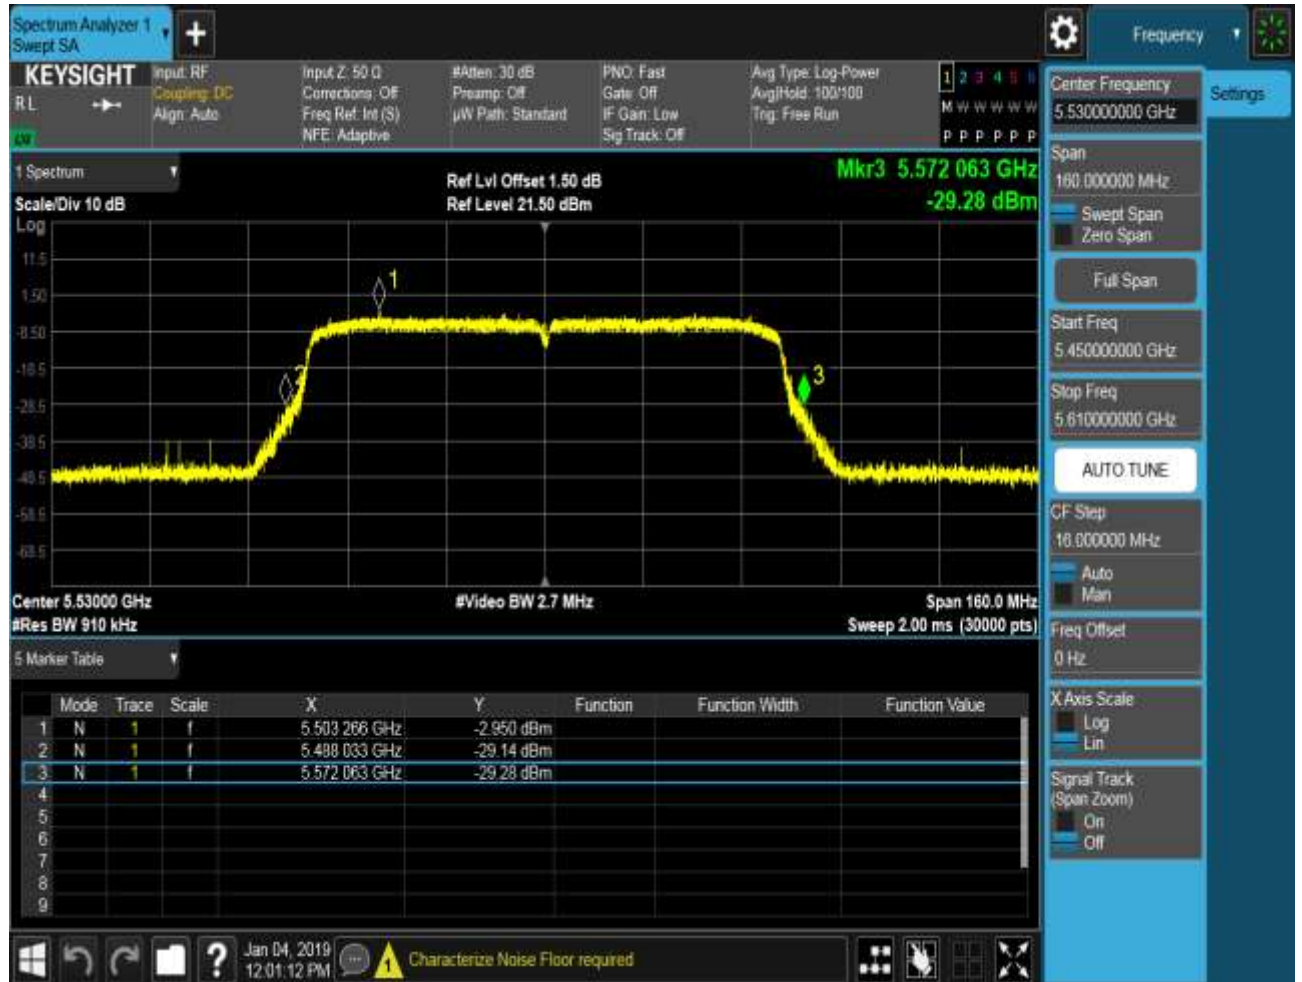 Spectrum Analyzer 1
Swept SA
+
Frequency
KEYSIGHT
RL
Input: RF
Coupling: DC
Align: Auto
Input Z: 50 Ω
Corrections: Off
Freq Ref: Int (S)
NFE: Adaptive
#Atten: 30 dB
Preamp: Off
µW Path: Standard
PNO: Fast
Gate: Off
IF Gain: Low
Sig Track: Off
Avg Type: Log-Power
Avg|Hold: 100/100
Trig: Free Run
1 2 3 4 5 6
M W W W W W
P P P P P P
Center Frequency
5.530000000 GHz
Settings
Span
160.000000 MHz
Swept Span
Zero Span
Full Span
Start Freq
5.450000000 GHz
Stop Freq
5.610000000 GHz
AUTO TUNE
CF Step
16.000000 MHz
Auto
Man
Freq Offset
0 Hz
X Axis Scale
Log
Lin
Signal Track
(Span Zoom)
On
Off
1 Spectrum
Scale/Div 10 dB
Ref Lvl Offset 1.50 dB
Ref Level 21.50 dBm
Mkr3 5.572 063 GHz
-29.28 dBm
Log
11.5
1.50
-8.50
-18.5
-28.5
-38.5
-48.5
-58.5
-68.5
1
2
3
Center 5.53000 GHz
#Video BW 2.7 MHz
Span 160.0 MHz
#Res BW 910 kHz
Sweep 2.00 ms (30000 pts)
5 Marker Table
Mode Trace Scale X Y Function Function Width Function Value
1 N 1 f 5.503 266 GHz -2.950 dBm
2 N 1 f 5.488 033 GHz -29.14 dBm
3 N 1 f 5.572 063 GHz -29.28 dBm
4
5
6
7
8
9
?
Jan 04, 2019
12:01:12 PM
1
Characterize Noise Floor required